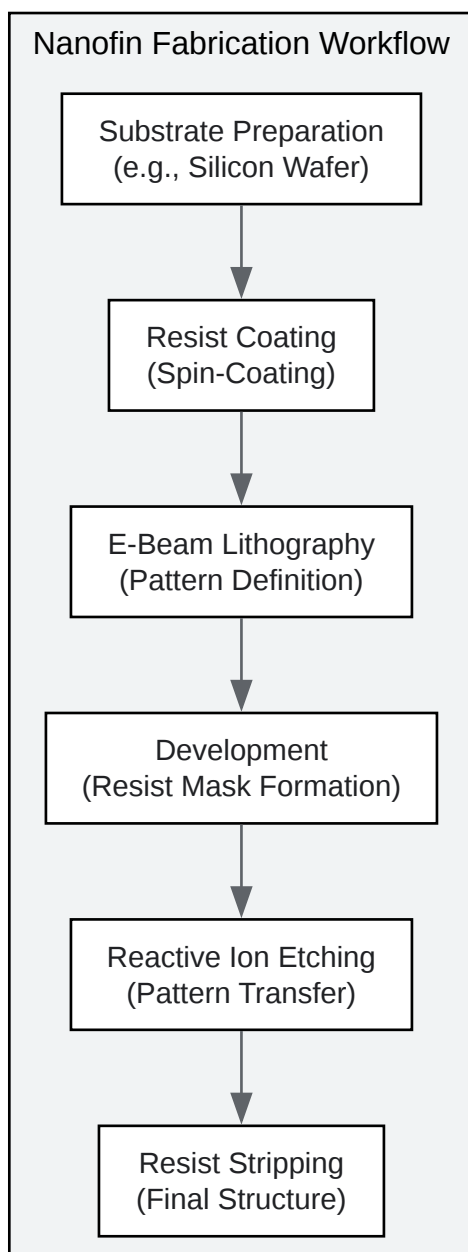 Nanofin Fabrication Workflow
Substrate Preparation
(e.g., Silicon Wafer)
Resist Coating
(Spin-Coating)
E-Beam Lithography
(Pattern Definition)
Development
(Resist Mask Formation)
Reactive Ion Etching
(Pattern Transfer)
Resist Stripping
(Final Structure)